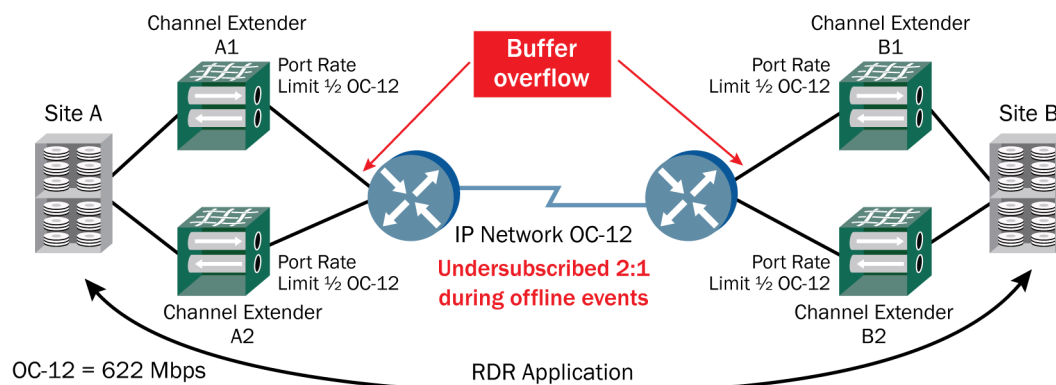 Channel Extender
A1
Port Rate
Limit ½ OC-12
Site A
Buffer
overflow
Channel Extender
B1
Port Rate
Limit ½ OC-12
Site B
IP Network OC-12
Undersubscribed 2:1
during offline events
Port Rate
Limit ½ OC-12
Channel Extender
A2
Port Rate
Limit ½ OC-12
Channel Extender
B2
OC-12 = 622 Mbps
RDR Application